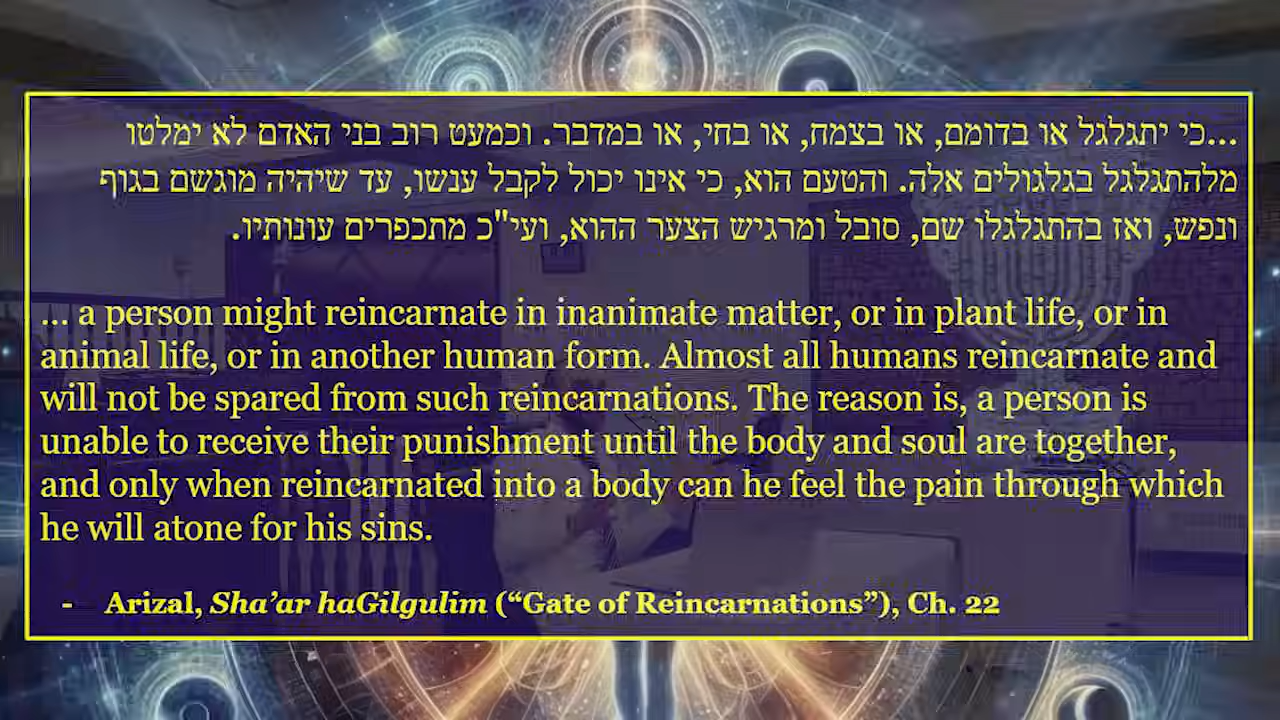 ...כי יתגלגל או בדומם, או בצמח, או בחי, או במדבר. וכמעט רוב בני האדם לא ימלטו
מלהתגלגל בגלגולים אלה. והטעם הוא, כי אינו יכול לקבל ענשו, עד שיהיה מוגשם בגוף
ונפש, ואז בהתגלגלו שם, סובל ומרגיש הצער ההוא, ועי"כ מתכפרים עונותיו.
... a person might reincarnate in inanimate matter, or in plant life, or in
animal life, or in another human form. Almost all humans reincarnate and
will not be spared from such reincarnations. The reason is, a person is
unable to receive their punishment until the body and soul are together,
and only when reincarnated into a body can he feel the pain through which
he will atone for his sins.
- Arizal, Sha’ar haGilgulim (“Gate of Reincarnations”), Ch. 22